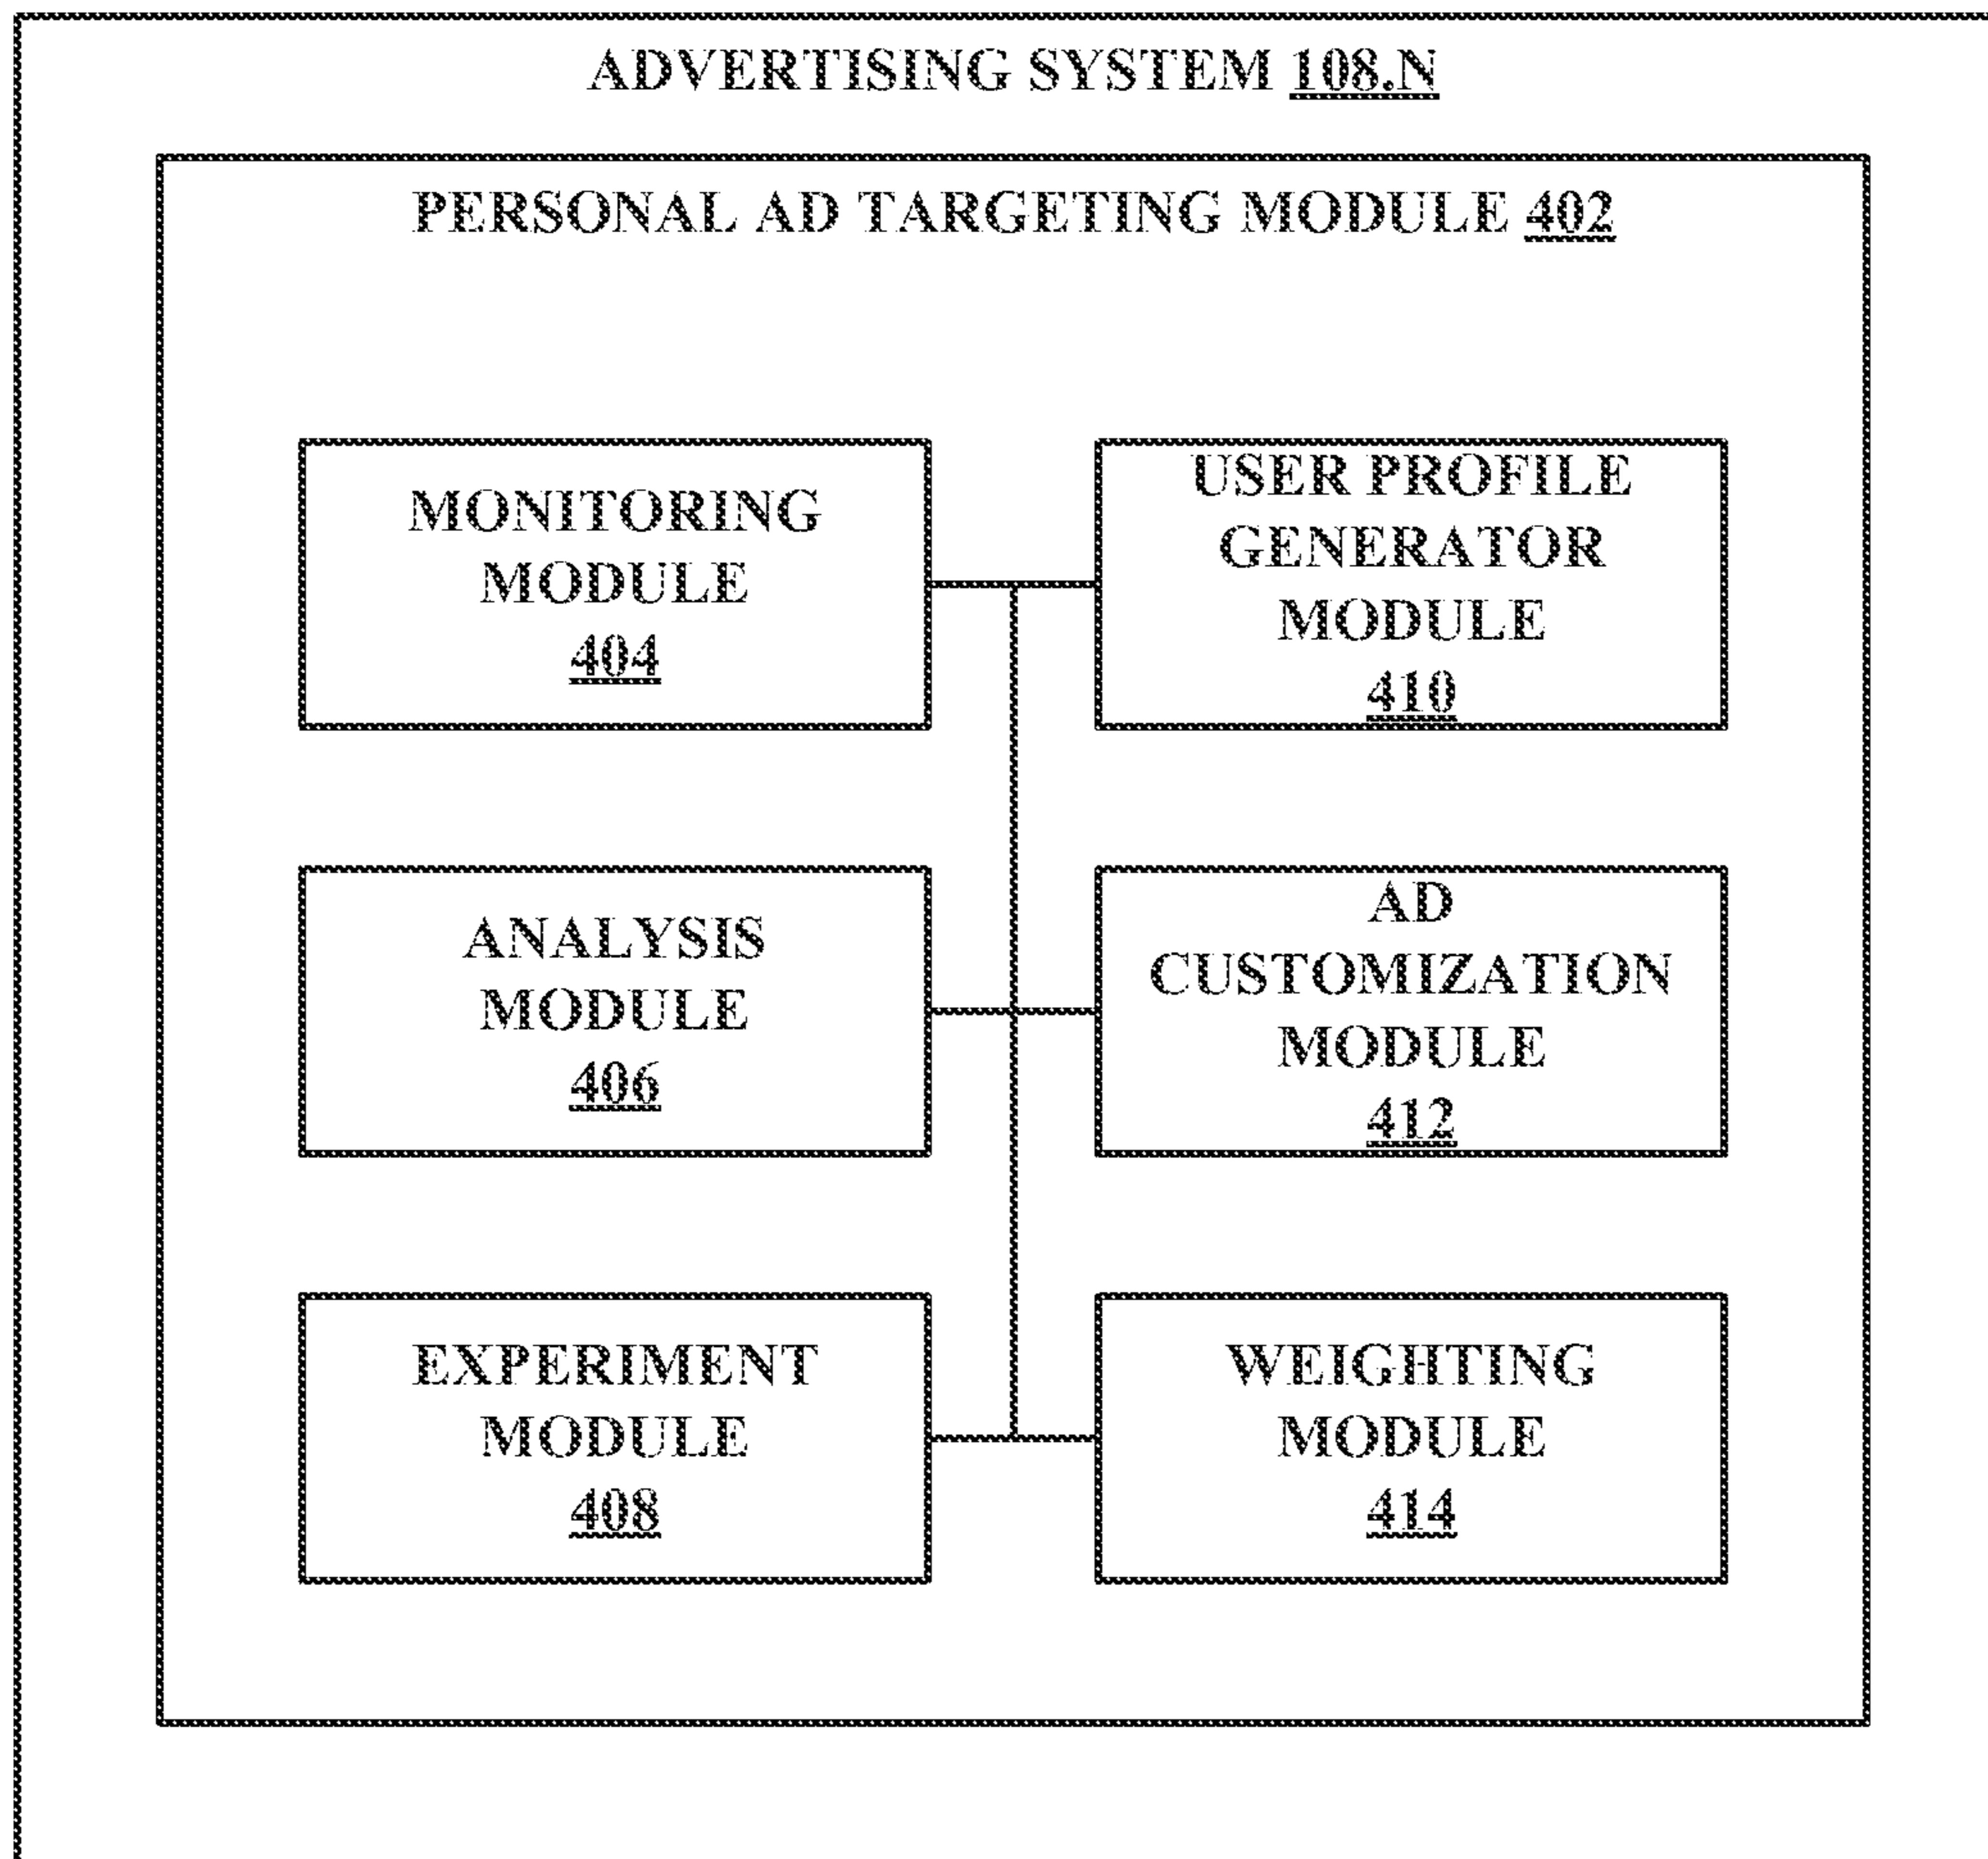 ADVERTISING SYSTEM 108.N
PERSONAL AD TARGETING MODULE 402
MONITORING
MODULE
404
USER PROFILE
GENERATOR
MODULE
410
ANALYSIS
MODULE
406
AD
CUSTOMIZATION
MODULE
412
EXPERIMENT
MODULE
408
WEIGHTING
MODULE
414